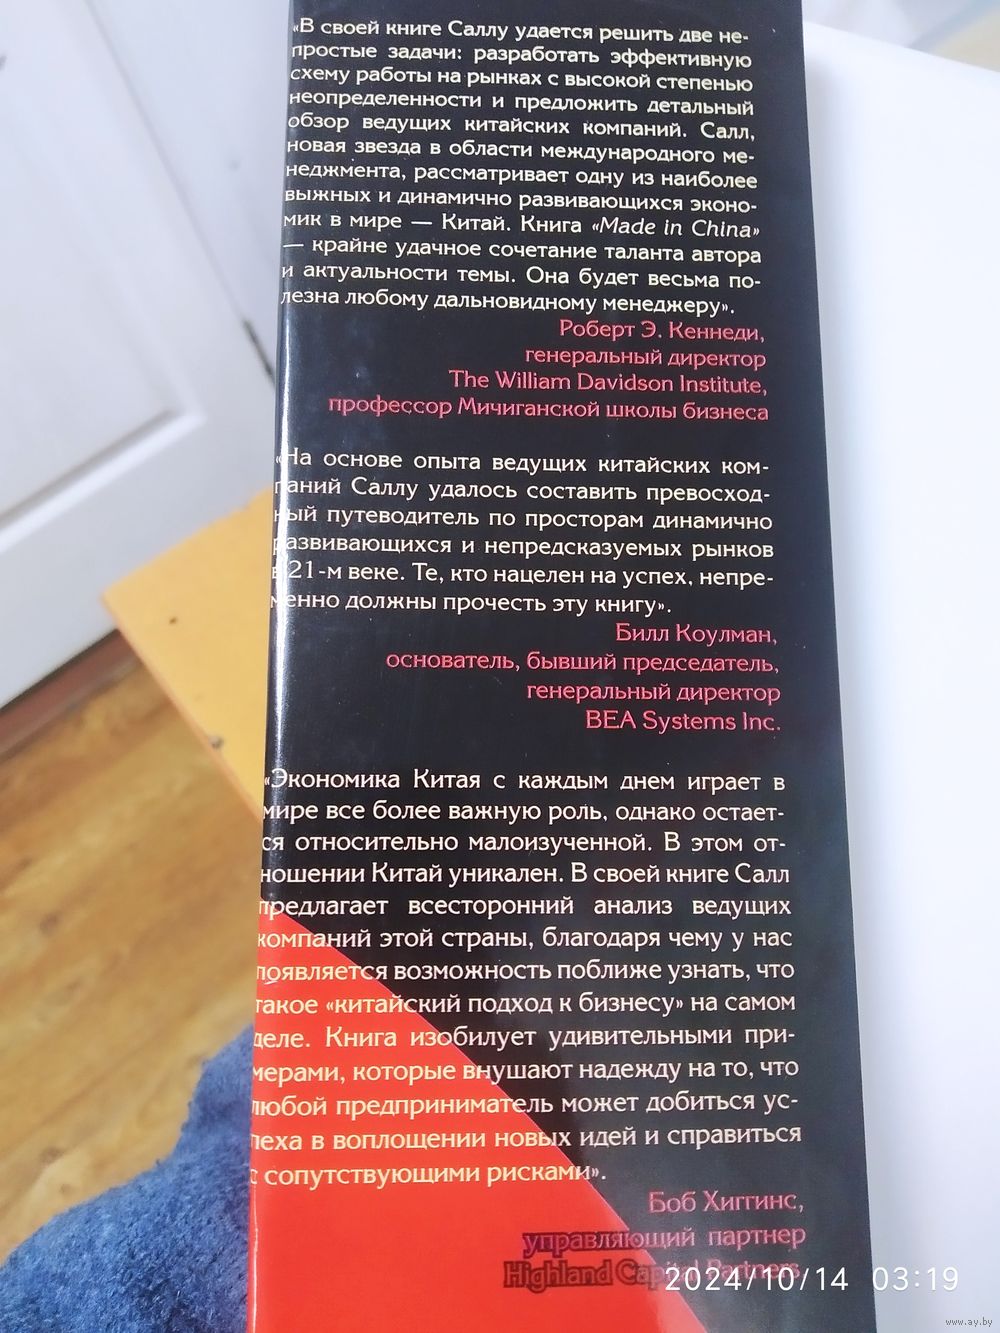 «В своей книге Саллу удается решить две не-
простые задачи: разработать эффективную
схему работы на рынках с высокой степенью
неопределенности и предложить детальный
обзор ведущих китайских компаний. Салл,
новая звезда в области международного ме-
неджмента, рассматривает одну из наиболее
выжных и динамично развивающихся эконо-
мик в мире — Китай. Книга «Made in China»
— крайне удачное сочетание таланта автора
и актуальности темы. Она будет весьма по-
лезна любому дальновидному менеджеру».
Роберт Э. Кеннеди,
генеральный директор
The William Davidson Institute,
профессор Мичиганской школы бизнеса
«На основе опыта ведущих китайских ком-
паний Саллу удалось составить превосход-
ный путеводитель по просторам динамично
развивающихся и непредсказуемых рынков
в 21-м веке. Те, кто нацелен на успех, непре-
менно должны прочесть эту книгу».
Билл Коулман,
основатель, бывший председатель,
генеральный директор
BEA Systems Inc.
«Экономика Китая с каждым днем играет в
мире все более важную роль, однако остает-
ся относительно малоизученной. В этом от-
ношении Китай уникален. В своей книге Салл
предлагает всесторонний анализ ведущих
компаний этой страны, благодаря чему у нас
появляется возможность поближе узнать, что
такое «китайский подход к бизнесу» на самом
деле. Книга изобилует удивительными при-
мерами, которые внушают надежду на то, что
любой предприниматель может добиться ус-
пеха в воплощении новых идей и справиться
с сопутствующими рисками».
Боб Хиггинс,
управляющий партнер
Highland Capital Partners
2024/10/14 03:19
www.ay.by